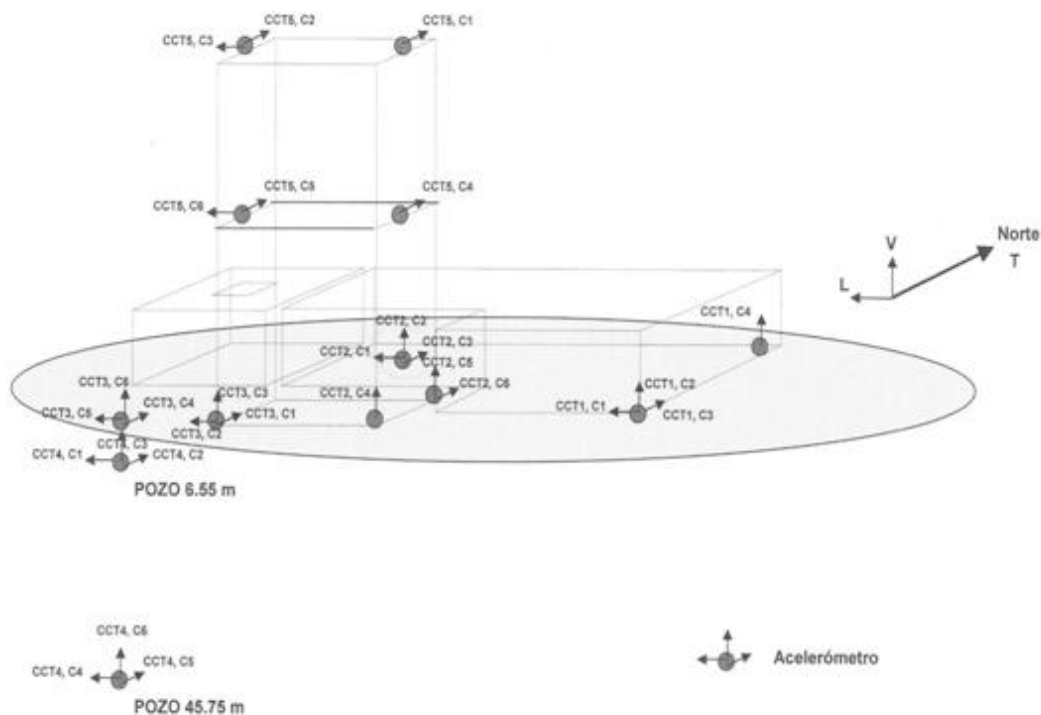 CCT5, C2
CCT5, C1
CCT5, C3
CCT5, C5
CCT5, C4
CCT5, C6
Norte
V
T
L
CCT1, C4
CCT2, C2
CCT2, C3
CCT2, C1
CCT2, C5
CCT3, C6
CCT3, C3
CCT2, C4
CCT2, C6
CCT1, C2
CCT3, C4
CCT3, C5
CCT3, C1
CCT1, C1
CCT1, C3
CCT3, C2
CCT4, C3
CCT4, C1
CCT4, C2
POZO 6.55 m
CCT4, C6
CCT4, C5
CCT4, C4
Acelerómetro
POZO 45.75 m